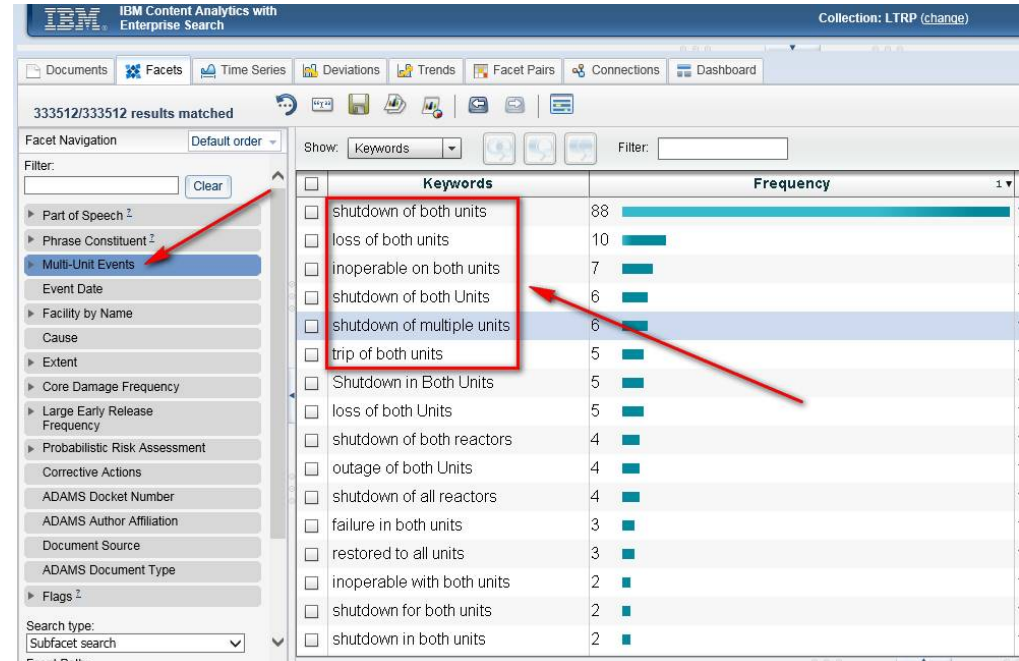 IBM
IBM Content Analytics with
Enterprise Search
Collection: LTRP (change)
Documents Facets Time Series Deviations Trends Facet Pairs Connections Dashboard
333512/333512 results matched
Facet Navigation Default order
Filter:
Clear
Part of Speech ?
Phrase Constituent ?
Multi-Unit Events
Event Date
Facility by Name
Cause
Extent
Core Damage Frequency
Large Early Release
Frequency
Probabilistic Risk Assessment
Corrective Actions
ADAMS Docket Number
ADAMS Author Affiliation
Document Source
ADAMS Document Type
Flags ?
Search type:
Subfacet search
Show: Keywords Filter:
Keywords Frequency 1
shutdown of both units 88
loss of both units 10
inoperable on both units 7
shutdown of both Units 6
shutdown of multiple units 6
trip of both units 5
Shutdown in Both Units 5
loss of both Units 5
shutdown of both reactors 4
outage of both Units 4
shutdown of all reactors 4
failure in both units 3
restored to all units 3
inoperable with both units 2
shutdown for both units 2
shutdown in both units 2